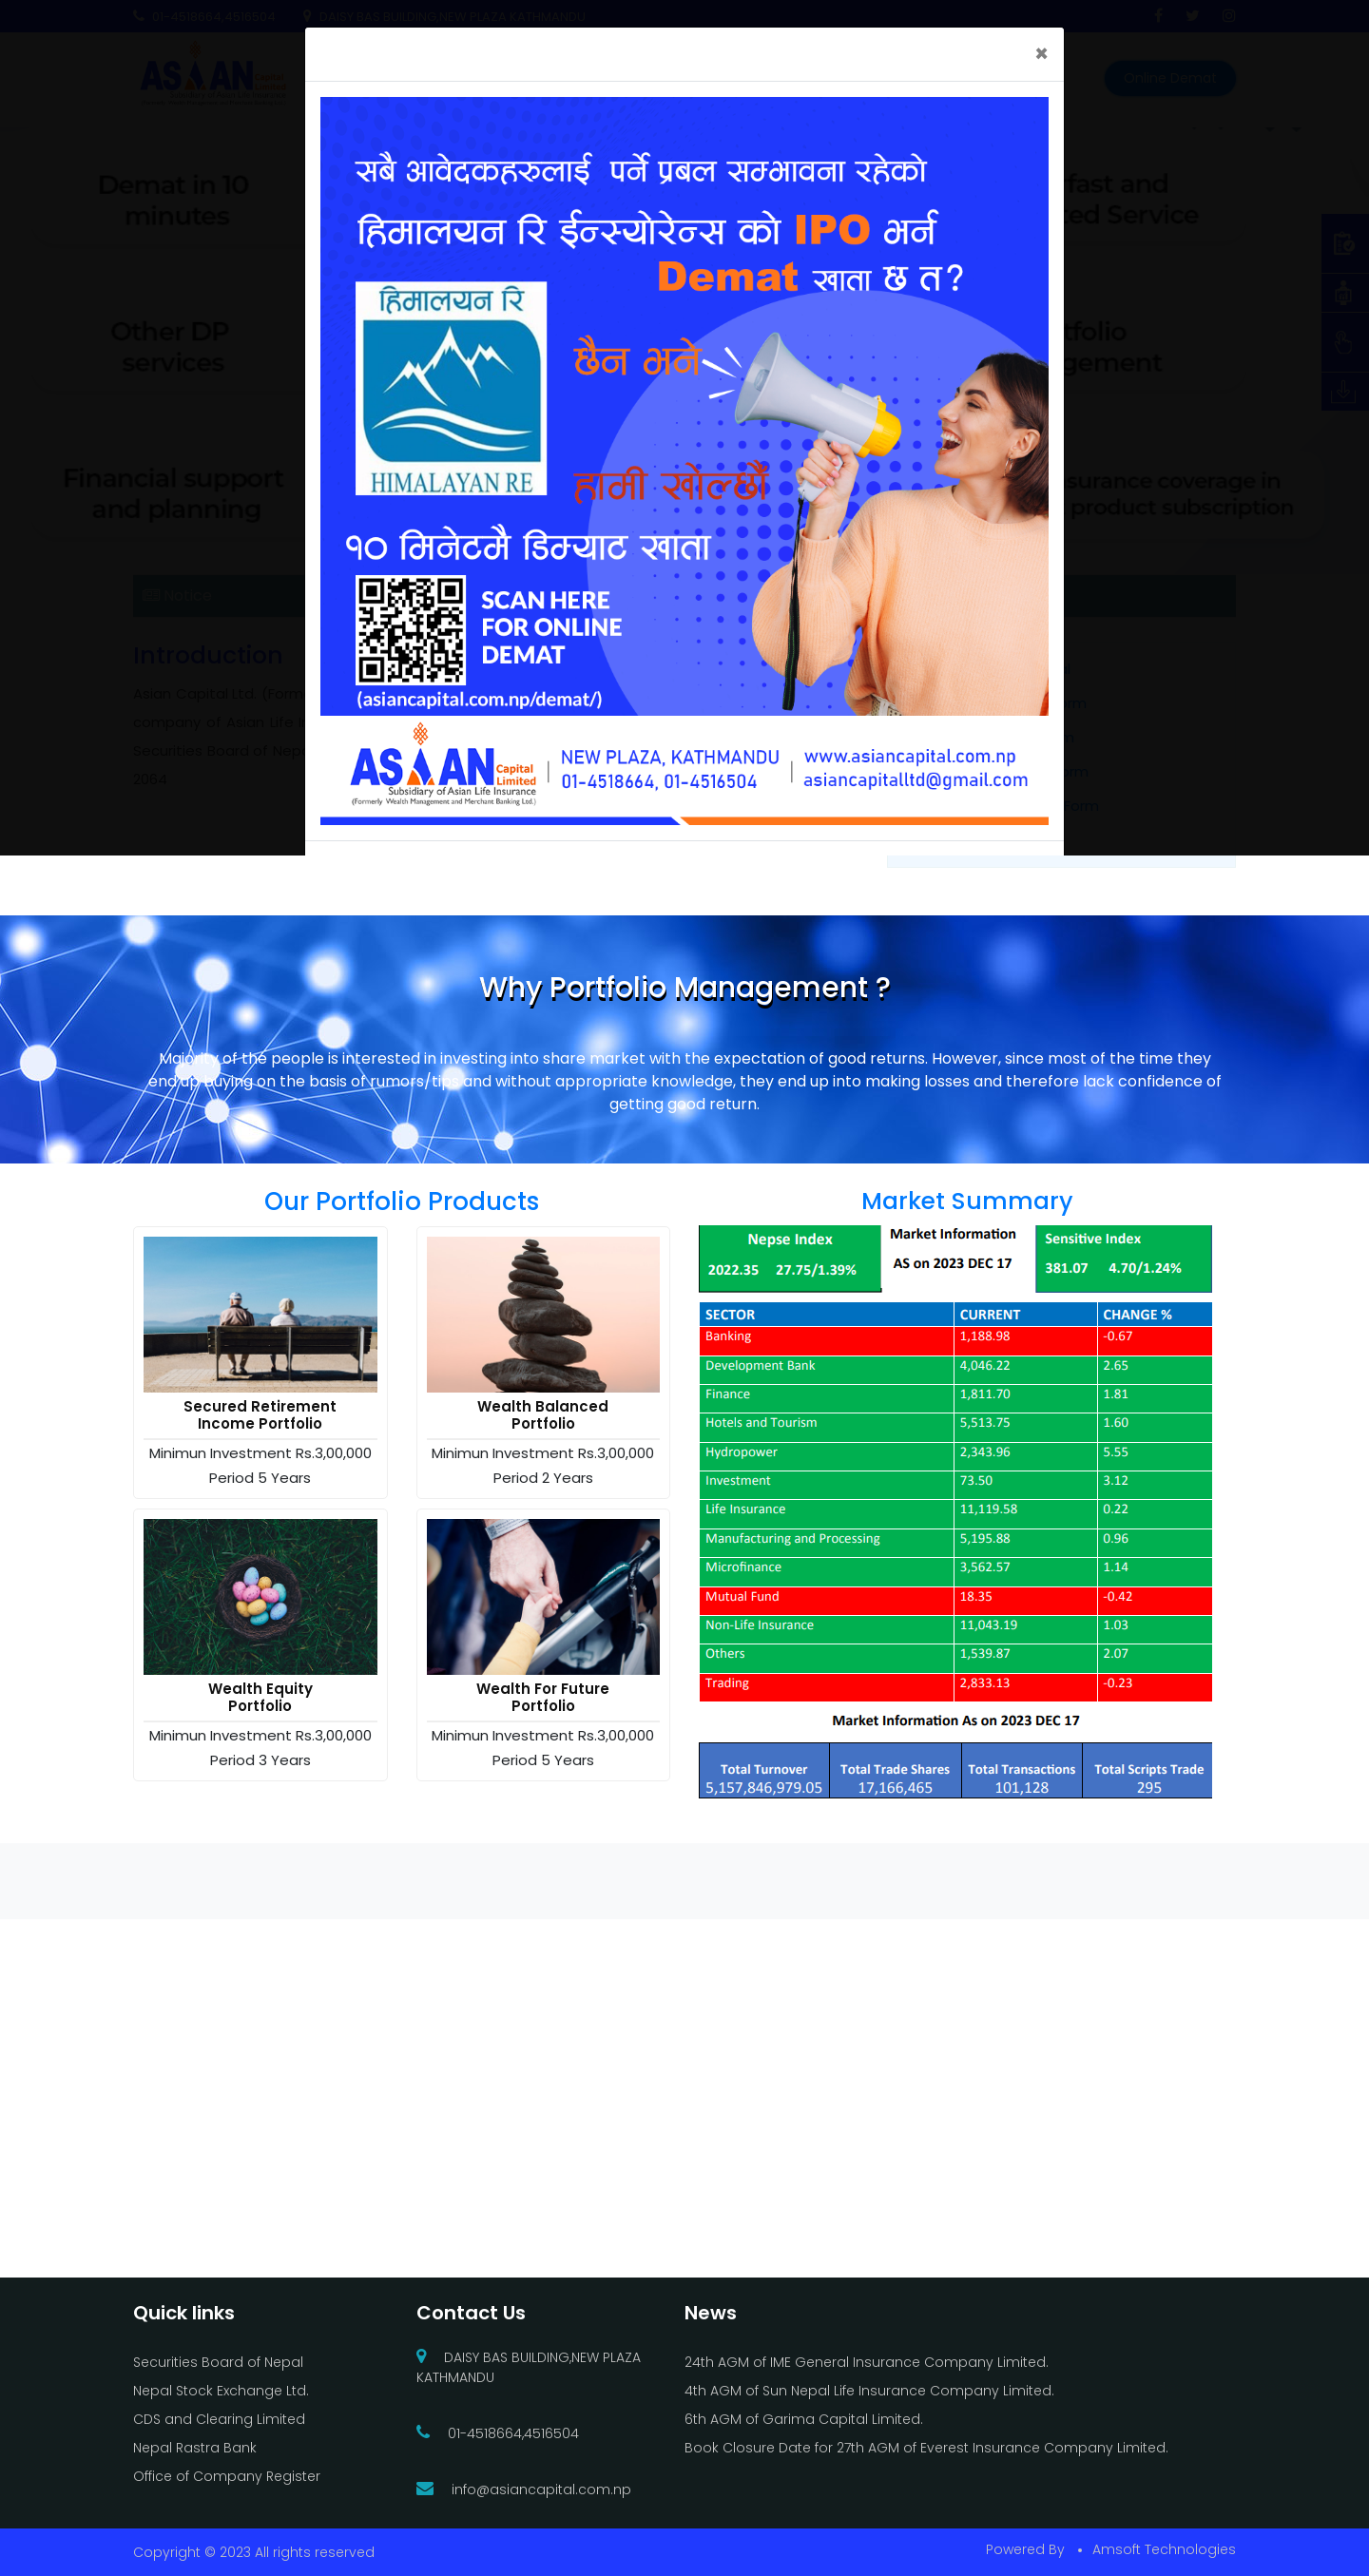 01-4518664,4516504
DAISY BAS BUILDING,NEW PLAZA KATHMANDU
×
ASIAN
Capital
Limited
Online Demat
Demat in 10
minutes
fast and
ted Service
Other DP
services
tfolio
gement
Financial support
and planning
surance coverage in
product subscription
Notice
Introduction
Asian Capital Ltd. (Form
company of Asian Life I
Securities Board of Nepa
2064
orm
Form
सबै आवेदकहरुलाई पर्ने प्रबल सम्भावना रहेको
हिमालयन रि ईन्स्योरेन्स को IPO भर्न
Demat खाता छ त?
हिमालयन रि
HIMALAYAN RE
छैन भने
हामी खोल्छौं
१० मिनेटमै डिम्याट खाता
SCAN HERE
FOR ONLINE
DEMAT
(asiancapital.com.np/demat/)
ASIAN Capital Limited
Subsidiary of Asian Life Insurance
(Formerly Wealth Management and Merchant Banking Ltd.)
NEW PLAZA, KATHMANDU
01-4518664, 01-4516504
www.asiancapital.com.np
asiancapitalltd@gmail.com
Why Portfolio Management ?
Majority of the people is interested in investing into share market with the expectation of good returns. However, since most of the time they
end up buying on the basis of rumors/tips and without appropriate knowledge, they end up into making losses and therefore lack confidence of
getting good return.
Our Portfolio Products
Secured Retirement
Income Portfolio
Minimun Investment Rs.3,00,000
Period 5 Years
Wealth Balanced
Portfolio
Minimun Investment Rs.3,00,000
Period 2 Years
Wealth Equity
Portfolio
Minimun Investment Rs.3,00,000
Period 3 Years
Wealth For Future
Portfolio
Minimun Investment Rs.3,00,000
Period 5 Years
Market Summary
Nepse Index
2022.35 27.75/1.39%
Market Information
AS on 2023 DEC 17
Sensitive Index
381.07 4.70/1.24%
SECTOR CURRENT CHANGE %
Banking 1,188.98 -0.67
Development Bank 4,046.22 2.65
Finance 1,811.70 1.81
Hotels and Tourism 5,513.75 1.60
Hydropower 2,343.96 5.55
Investment 73.50 3.12
Life Insurance 11,119.58 0.22
Manufacturing and Processing 5,195.88 0.96
Microfinance 3,562.57 1.14
Mutual Fund 18.35 -0.42
Non-Life Insurance 11,043.19 1.03
Others 1,539.87 2.07
Trading 2,833.13 -0.23
Market Information As on 2023 DEC 17
Total Turnover Total Trade Shares Total Transactions Total Scripts Trade
5,157,846,979.05 17,166,465 101,128 295
Quick links
Securities Board of Nepal
Nepal Stock Exchange Ltd.
CDS and Clearing Limited
Nepal Rastra Bank
Office of Company Register
Contact Us
DAISY BAS BUILDING,NEW PLAZA
KATHMANDU
01-4518664,4516504
info@asiancapital.com.np
News
24th AGM of IME General Insurance Company Limited.
4th AGM of Sun Nepal Life Insurance Company Limited.
6th AGM of Garima Capital Limited.
Book Closure Date for 27th AGM of Everest Insurance Company Limited.
Copyright © 2023 All rights reserved
Powered By • Amsoft Technologies